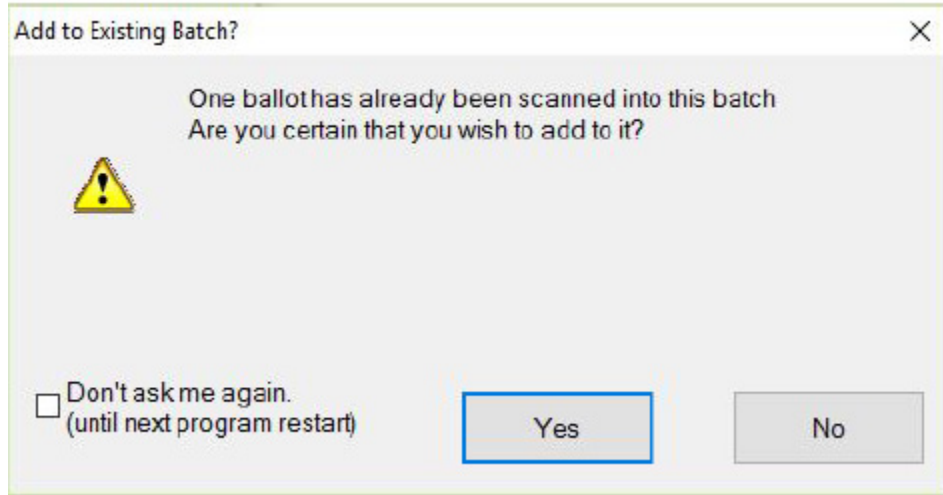 Add to Existing Batch?
One ballot has already been scanned into this batch
Are you certain that you wish to add to it?
Don't ask me again.
(until next program restart)
Yes
No